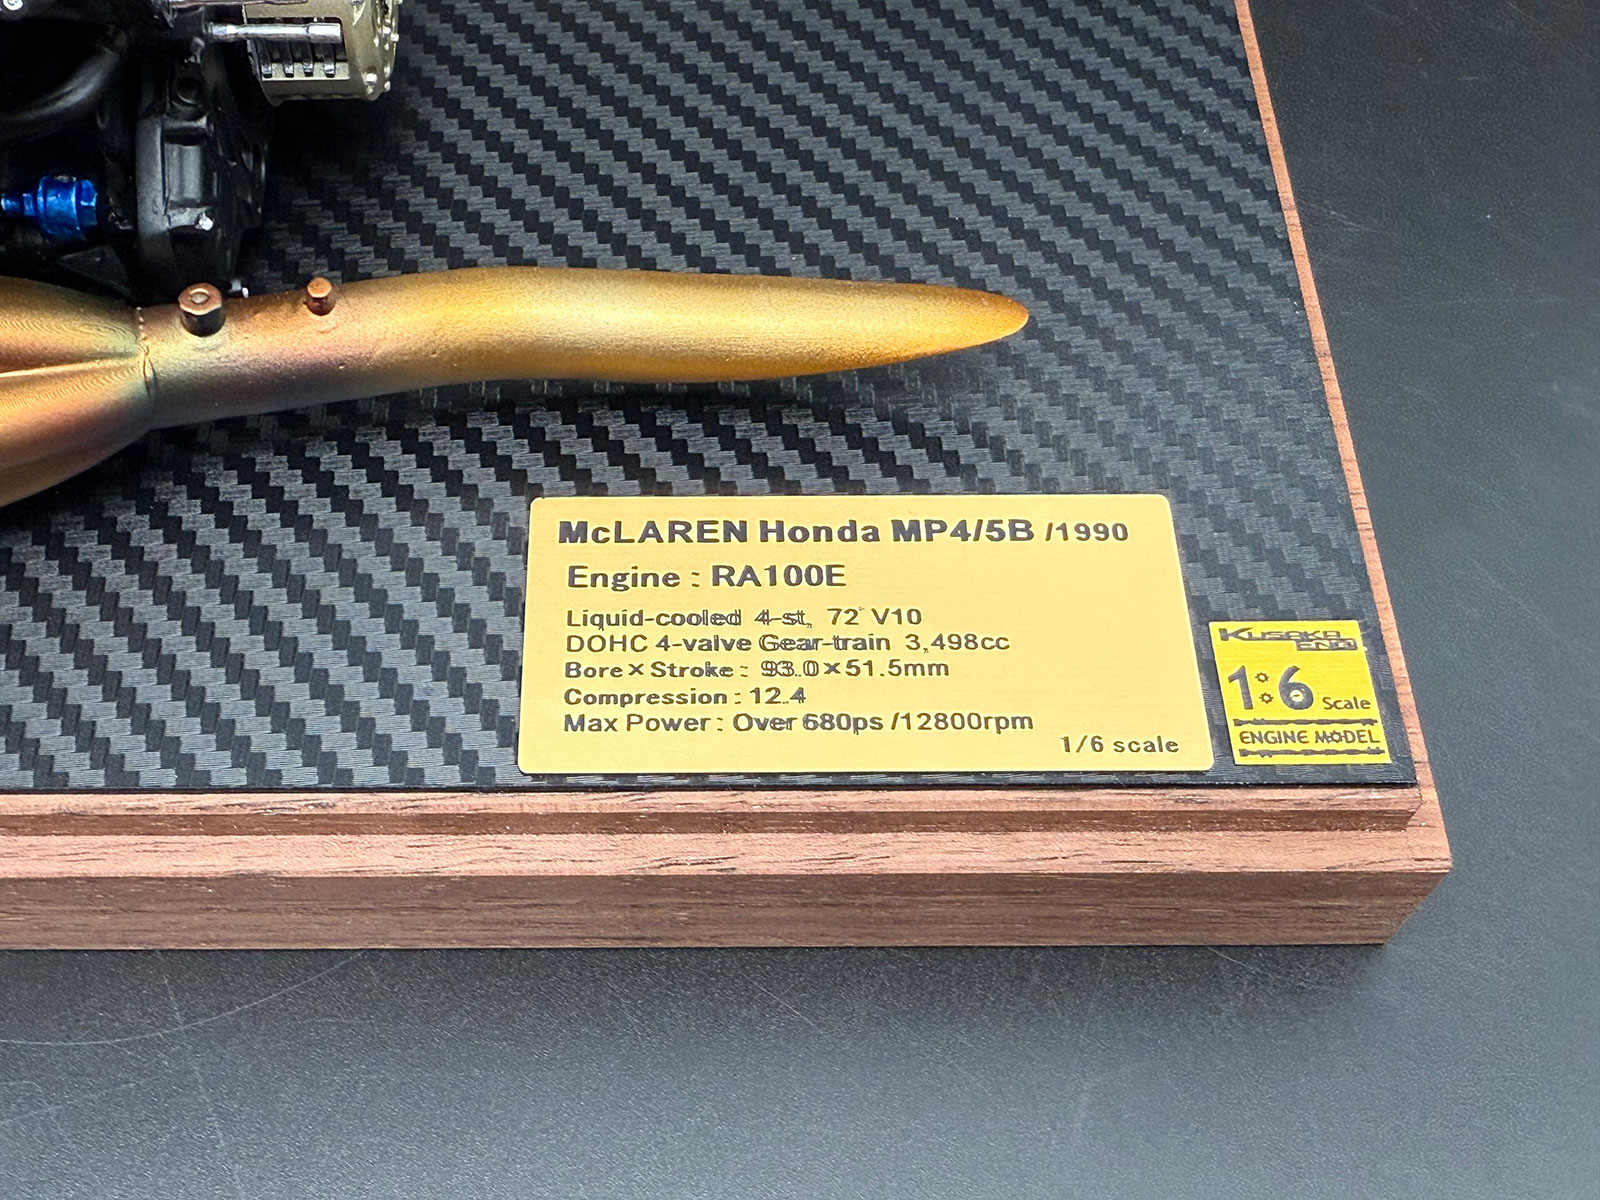 McLAREN Honda MP4/5B /1990
Engine : RA100E
Liquid-cooled 4-st, 72° V10
DOHC 4-valve Gear-train 3,498cc
Bore×Stroke : 93.0×51.5mm
Compression : 12.4
Max Power : Over 680ps /12800rpm
1/6 scale
KUSAKA
ENG
1:6 Scale
ENGINE MODEL